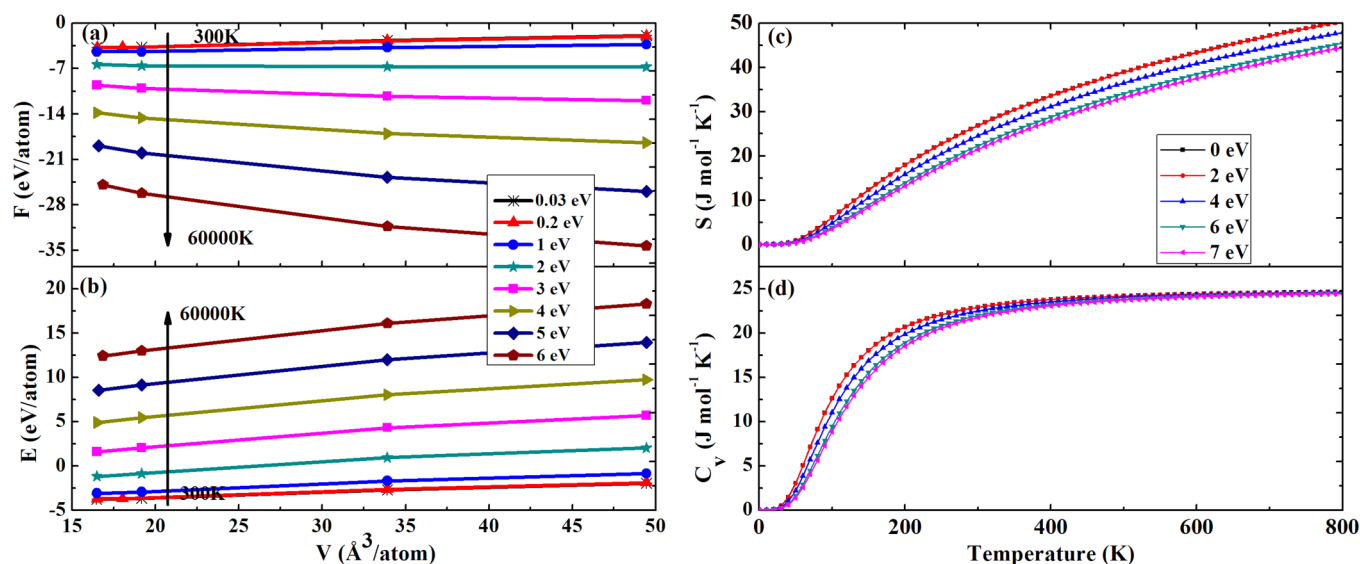 (a)
300K
60000K
0
-7
-14
-21
-28
-35
F (eV/atom)
0.03 eV
0.2 eV
1 eV
2 eV
3 eV
4 eV
5 eV
6 eV
(b)
60000K
300K
20
15
10
5
0
-5
E (eV/atom)
15 20 25 30 35 40 45 50
V (Å³/atom)
(c)
50
40
30
20
10
0
S (J mol⁻¹ K⁻¹)
0 eV
2 eV
4 eV
6 eV
7 eV
(d)
25
20
15
10
5
0
Cᵥ (J mol⁻¹ K⁻¹)
0 200 400 600 800
Temperature (K)